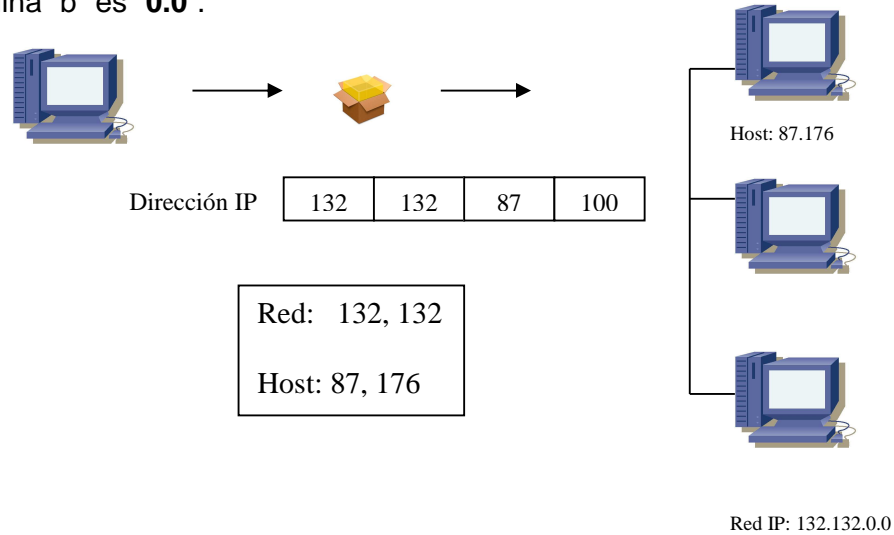 ina "b" es "0.0".
Host: 87.176
Dirección IP 132 132 87 100
Red: 132, 132
Host: 87, 176
Red IP: 132.132.0.0